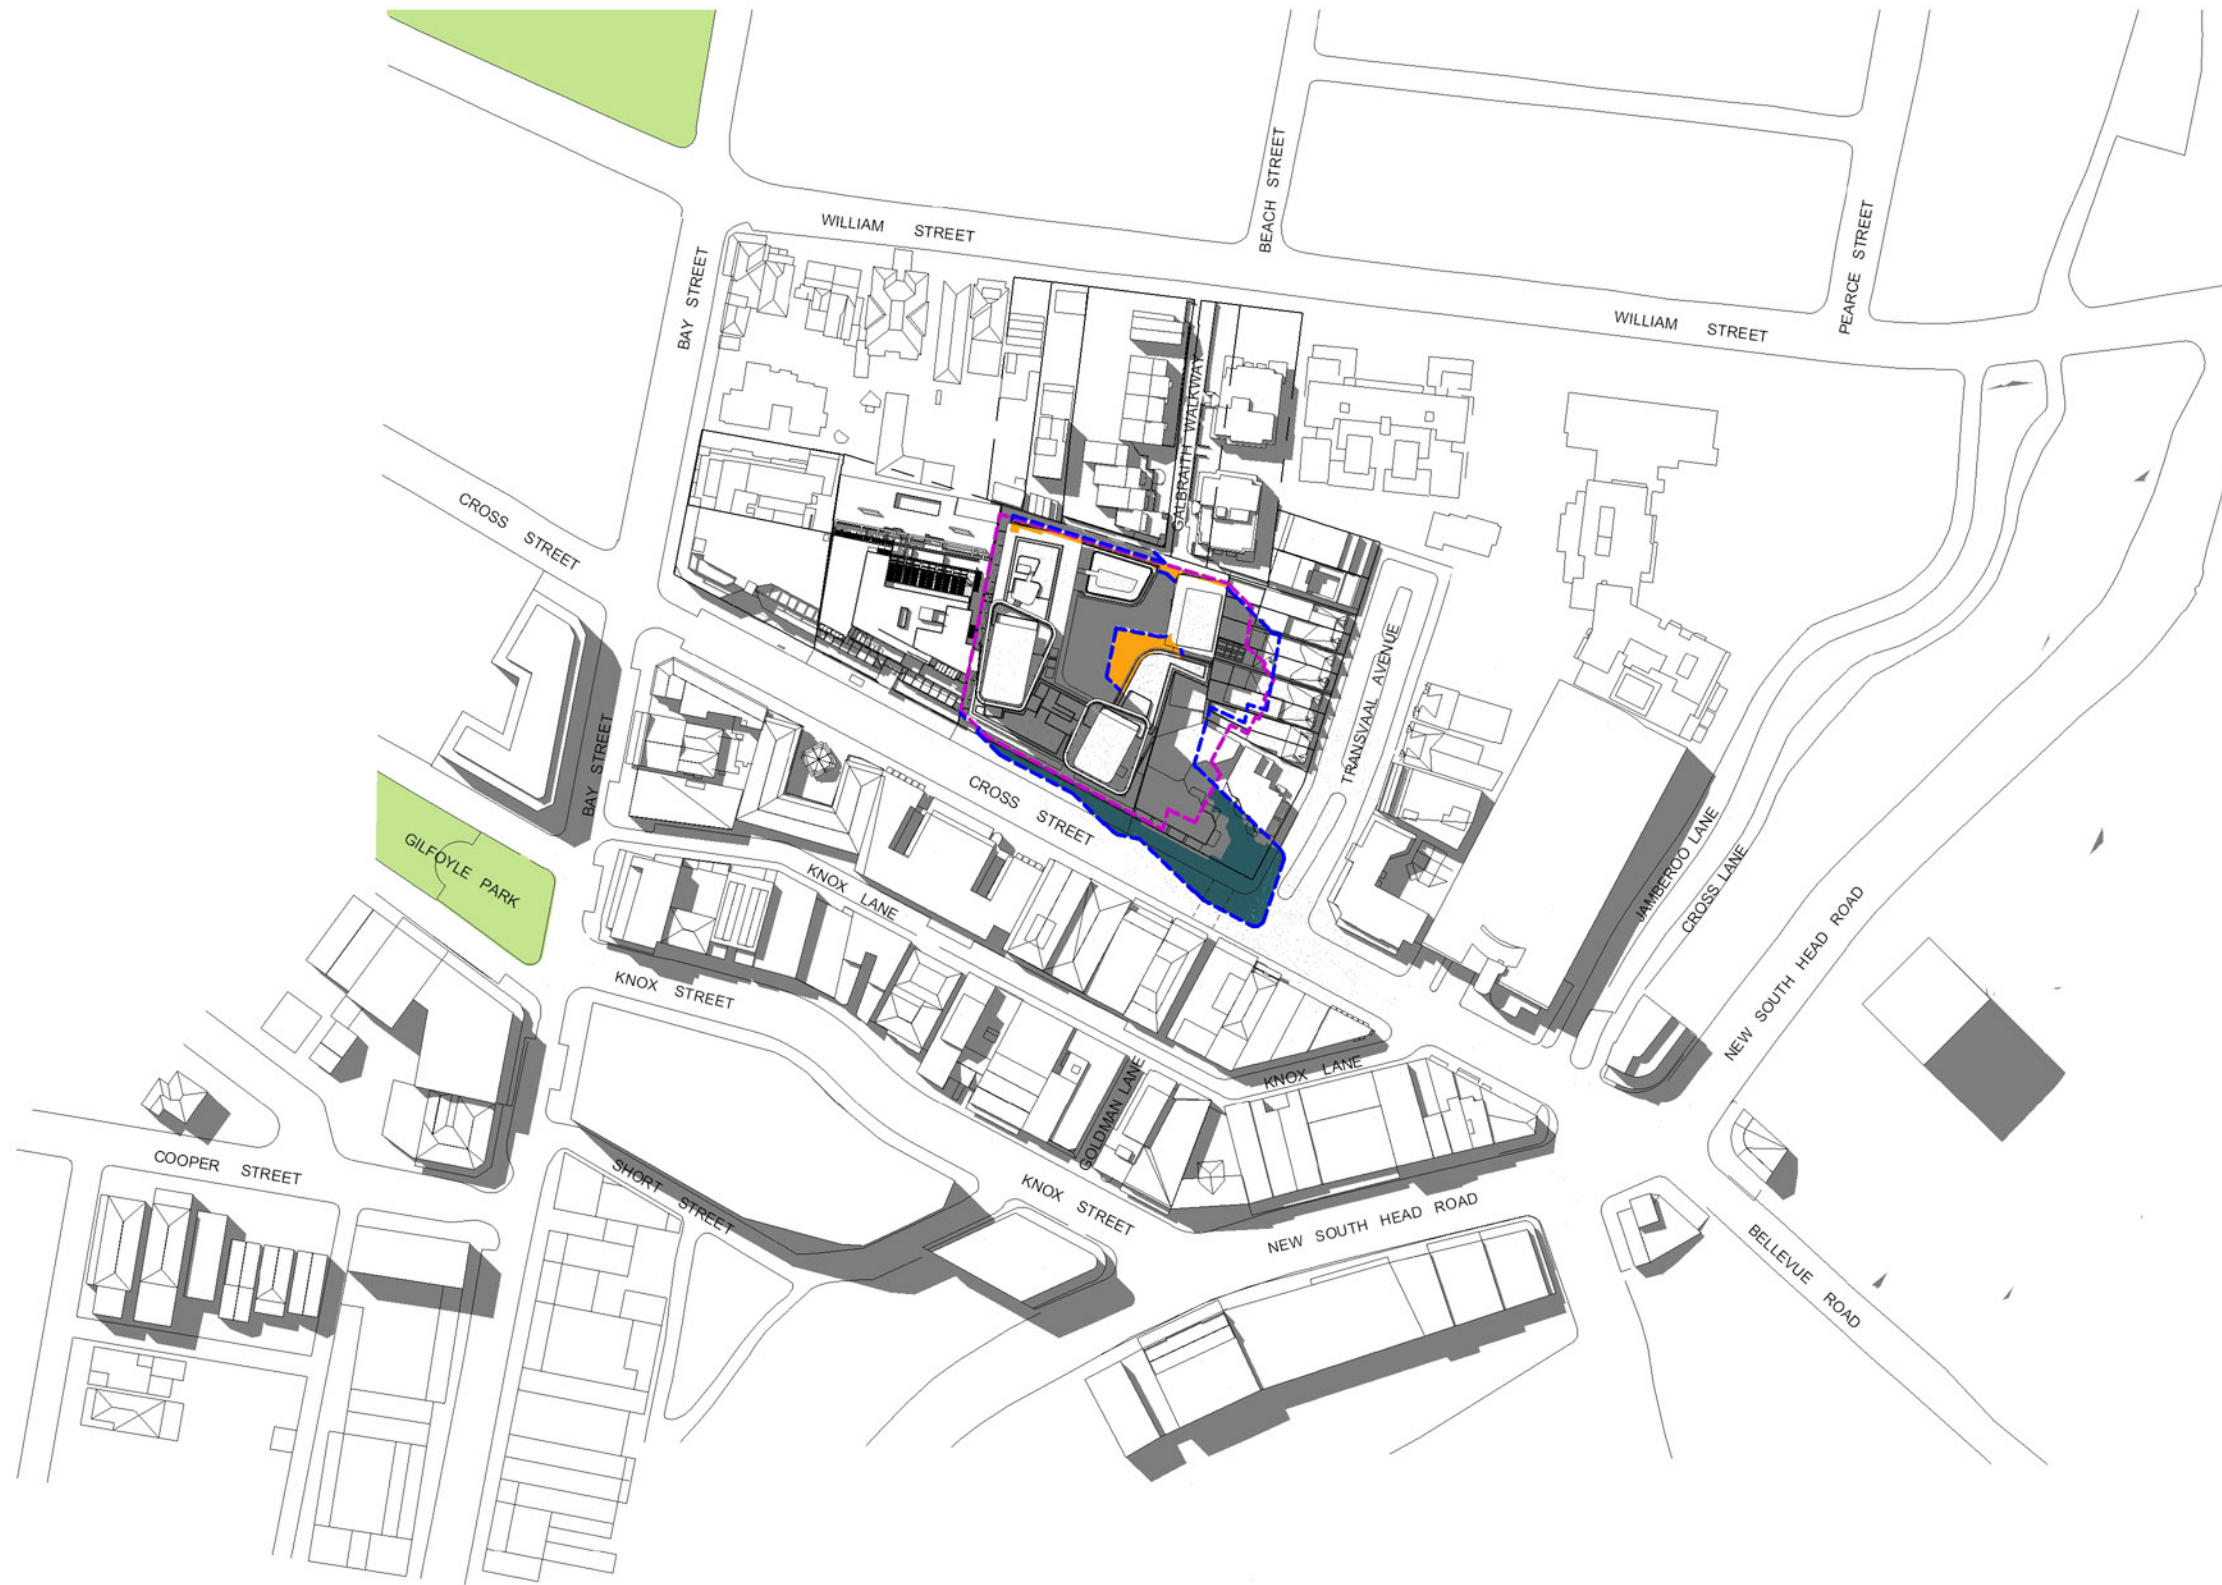 WILLIAM STREET
BEACH STREET
PEARCE STREET
BAY STREET
WILLIAM STREET
GALBRAITH WALKWAY
CROSS STREET
TRANSVAAL AVENUE
BAY STREET
CROSS STREET
GILFOYLE PARK
KNOX LANE
JAMBEROO LANE
CROSS LANE
NEW SOUTH HEAD ROAD
KNOX STREET
KNOX LANE
GOLDMAN LANE
COOPER STREET
SHORT STREET
KNOX STREET
NEW SOUTH HEAD ROAD
BELLEVUE ROAD